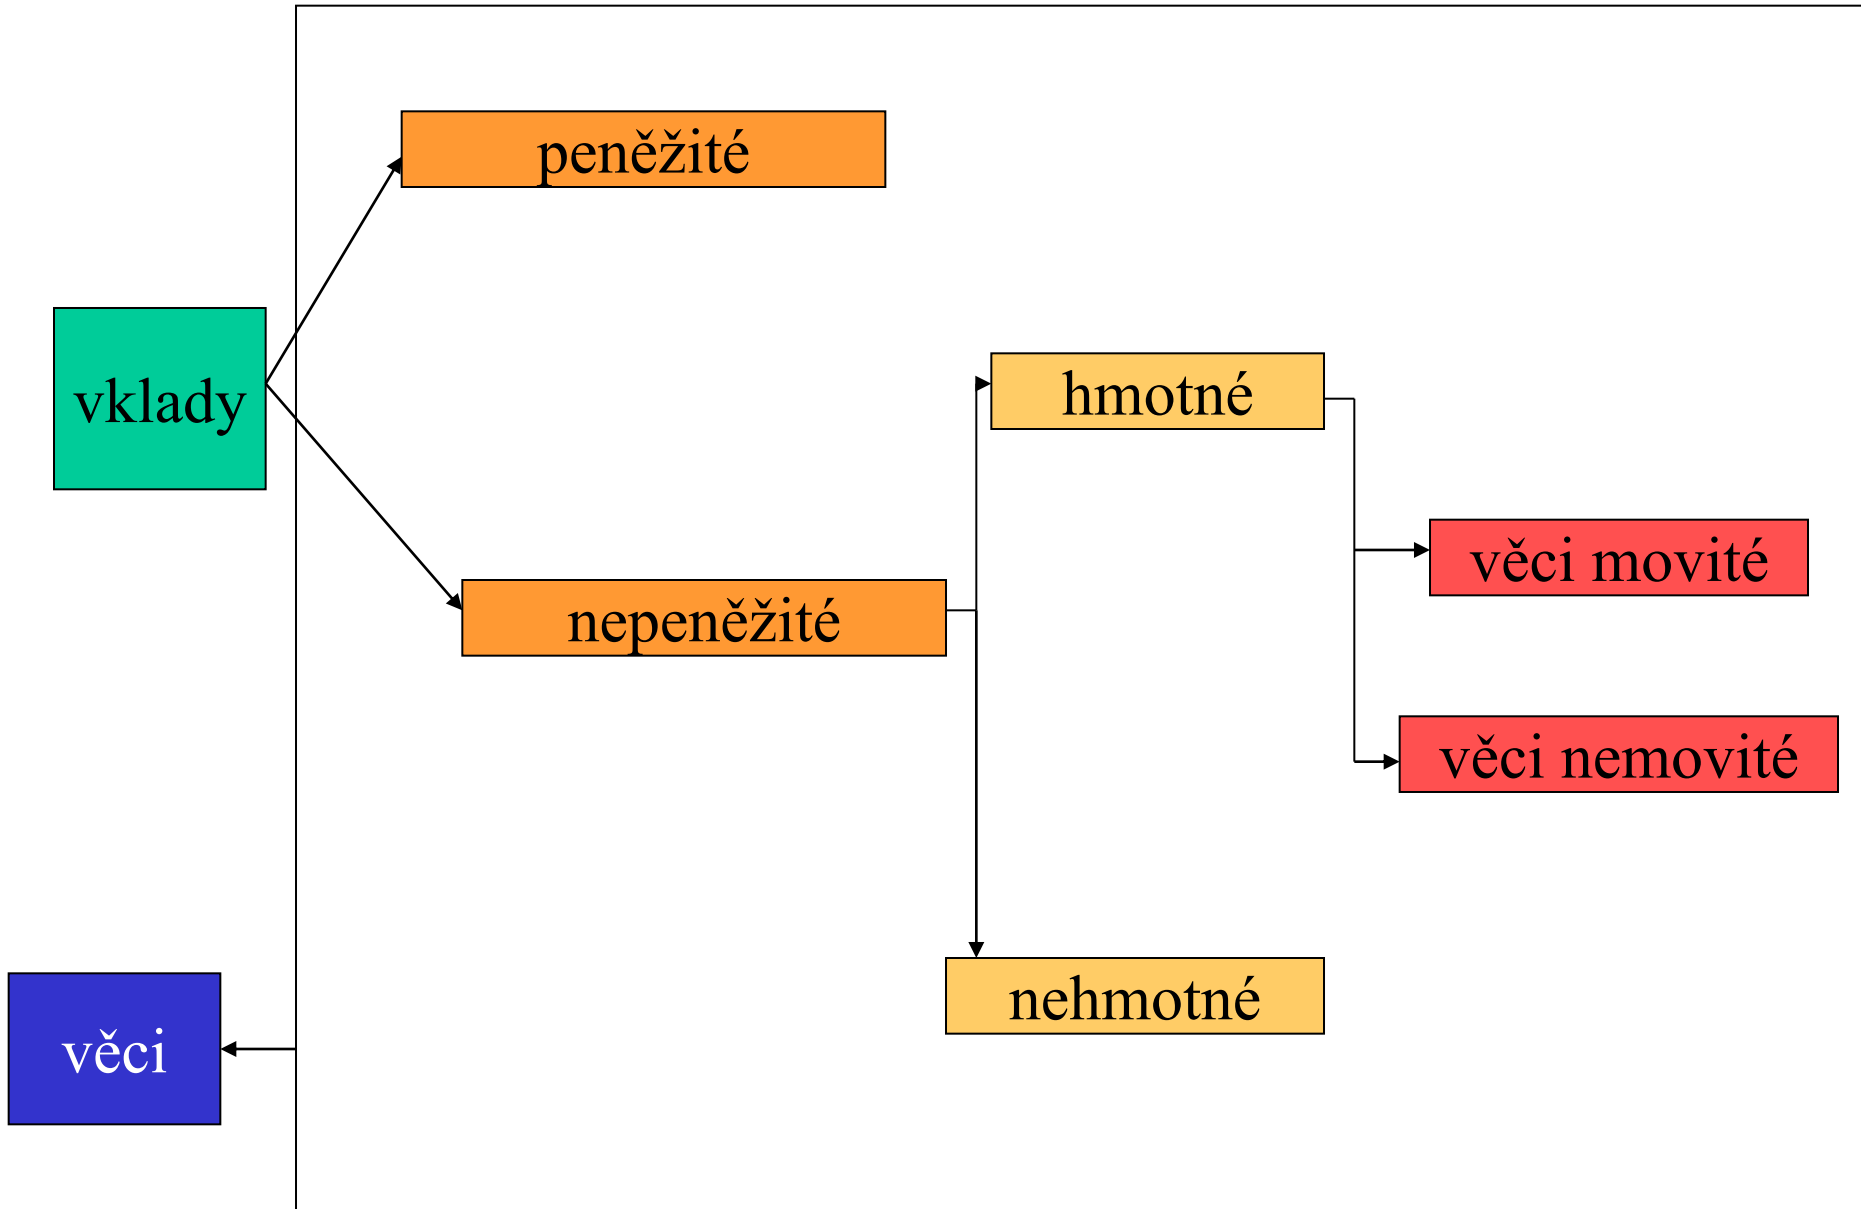 peněžité
vklady
hmotné
věci movité
nepeněžité
věci nemovité
nehmotné
věci